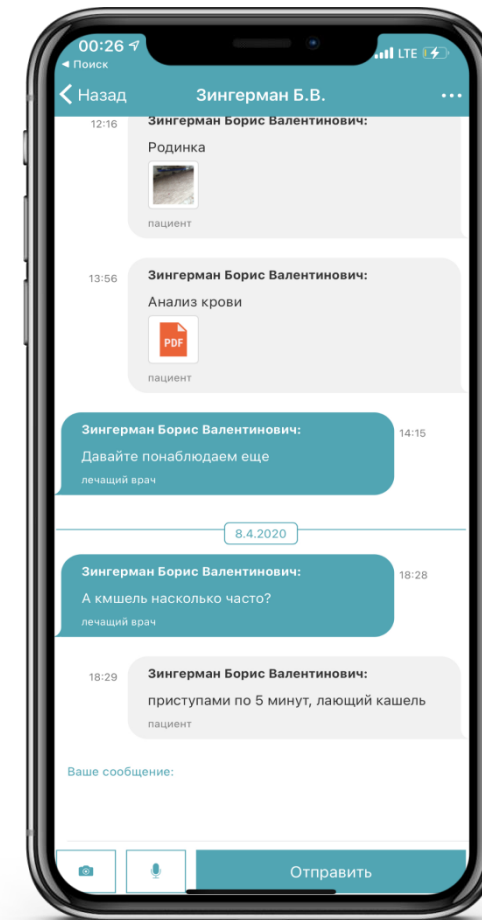 00:26
LTE
Поиск
Назад
Зингерман Б.В.
12:16
Зингерман Борис Валентинович:
Родинка
пациент
13:56
Зингерман Борис Валентинович:
Анализ крови
PDF
пациент
Зингерман Борис Валентинович:
14:15
Давайте понаблюдаем еще
лечащий врач
8.4.2020
Зингерман Борис Валентинович:
18:28
А кмшель насколько часто?
лечащий врач
18:29
Зингерман Борис Валентинович:
приступами по 5 минут, лающий кашель
пациент
Ваше сообщение:
Отправить